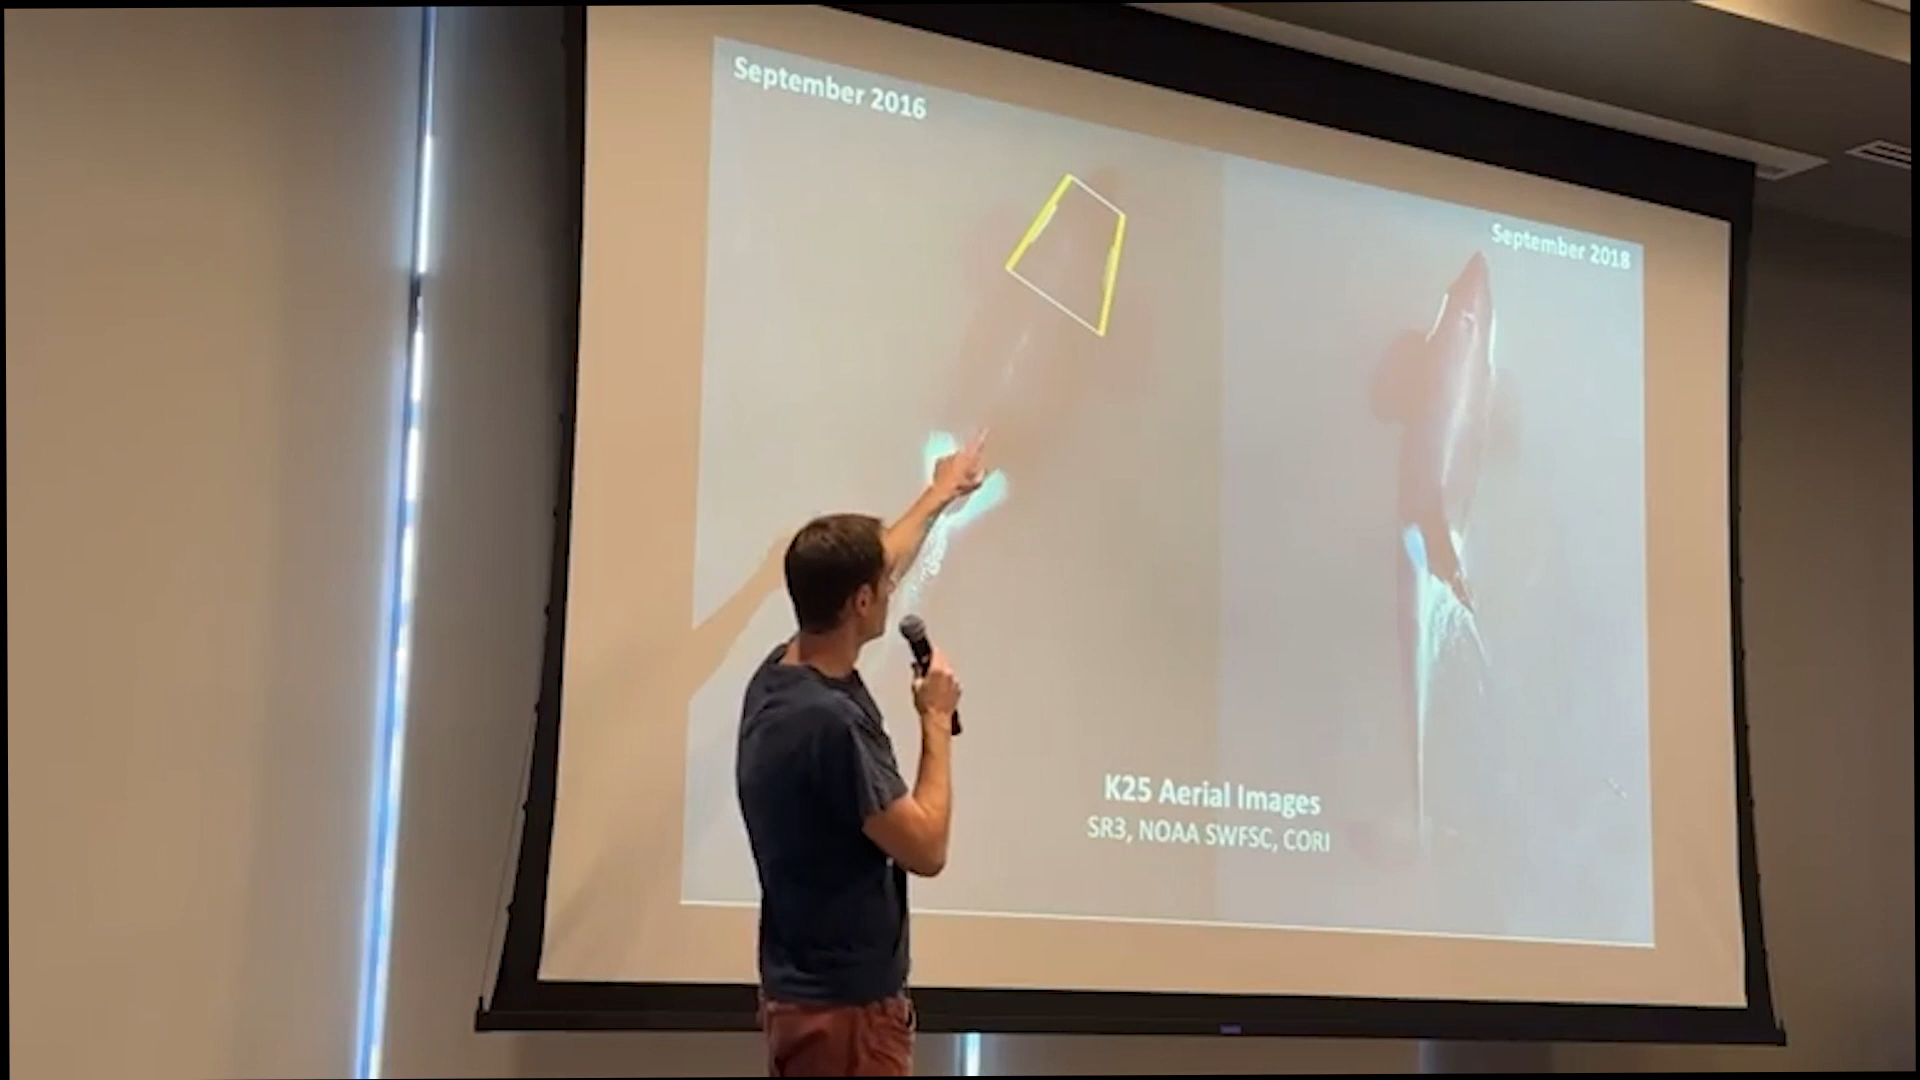 September 2016
September 2018
K25 Aerial Images
SR3, NOAA SWFSC, CORI